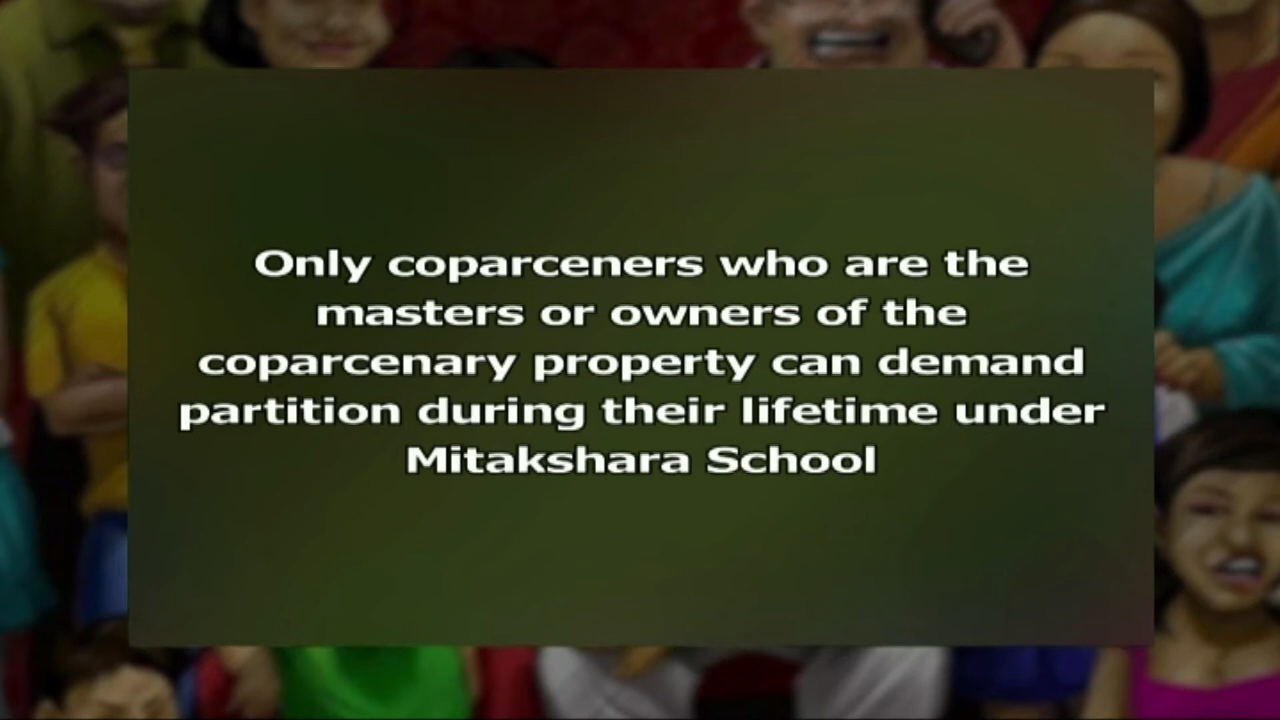 Only coparceners who are the
masters or owners of the
coparcenary property can demand
partition during their lifetime under
Mitakshara School